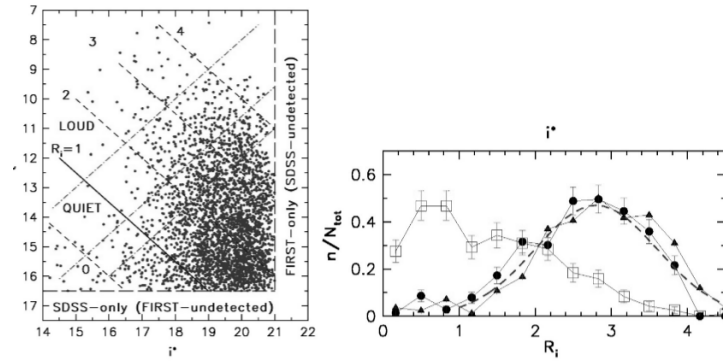 7
8
9
10
11
12
13
14
15
16
17
3
4
2
LOUD
R_i=1
QUIET
0
SDSS-only (FIRST-undetected)
FIRST-only (SDSS-undetected)
14 15 16 17 18 19 20 21 22
i*
i*
n/N_tot
0.6
0.4
0.2
0
0 1 2 3 4
R_i